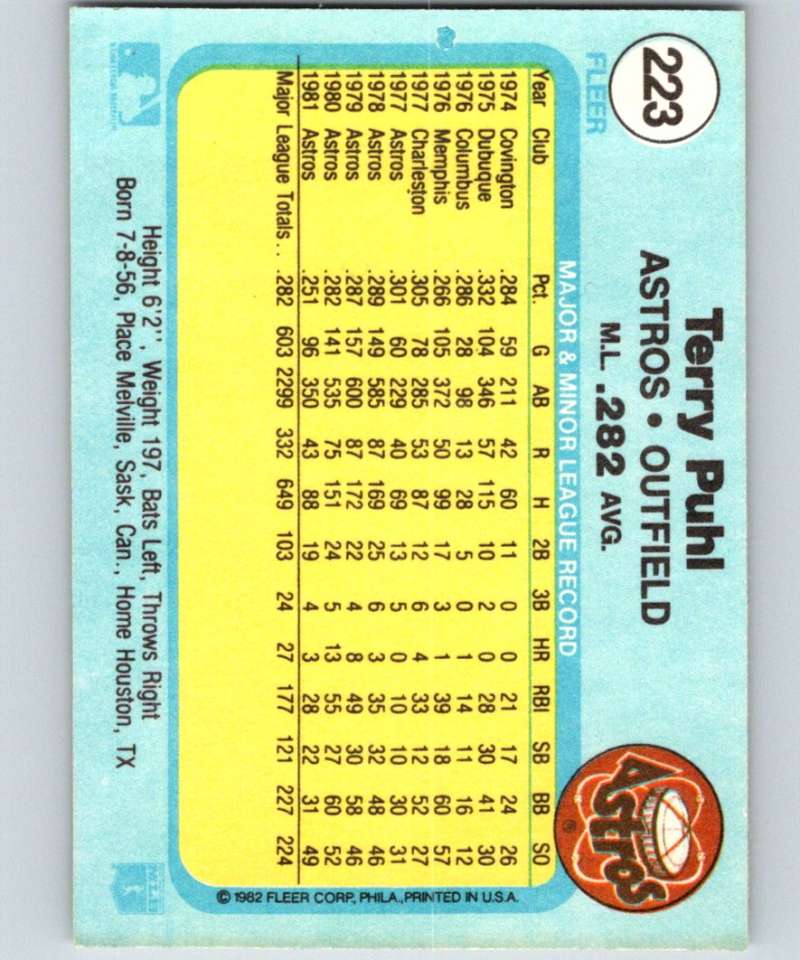 223
FLEER
Terry Puhl
ASTROS • OUTFIELD
M.L. .282 AVG.
Astros
®
MAJOR & MINOR LEAGUE RECORD
Year Club Pct. G AB R H 2B 3B HR RBI SB BB SO
1974 Covington .284 59 211 42 60 11 0 0 21 17 24 26
1975 Dubuque .332 104 346 57 115 10 2 0 28 30 41 30
1976 Columbus .286 28 98 13 28 5 0 1 14 11 16 12
1976 Memphis .266 105 372 50 99 17 3 1 39 18 60 57
1977 Charleston .305 78 285 53 87 12 6 4 33 12 52 27
1977 Astros .301 60 229 40 69 13 5 0 10 10 30 31
1978 Astros .289 149 585 87 169 25 6 3 35 32 48 46
1979 Astros .287 157 600 87 172 22 4 8 49 30 58 46
1980 Astros .282 141 535 75 151 24 5 13 55 27 60 52
1981 Astros .251 96 350 43 88 19 4 3 28 22 31 49
Major League Totals . . .282 603 2299 332 649 103 24 27 177 121 227 224
© 1982 FLEER CORP., PHILA., PRINTED IN U.S.A.
Height 6'2", Weight 197, Bats Left, Throws Right
Born 7-8-56, Place Melville, Sask, Can., Home Houston, TX